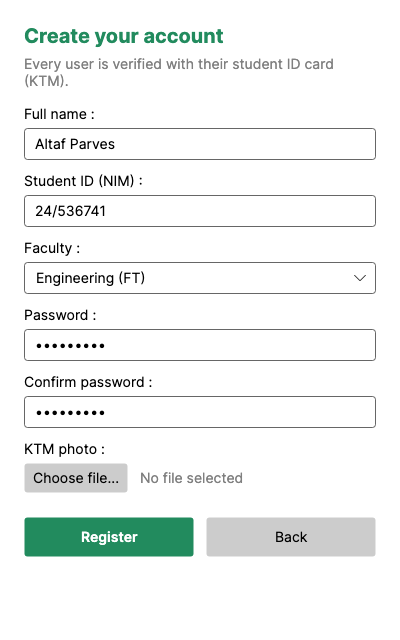 Create your account
Every user is verified with their student ID card
(KTM).
Full name :
Altaf Parves
Student ID (NIM) :
24/536741
Faculty :
Engineering (FT)
Password :
•••••••••
Confirm password :
•••••••••
KTM photo :
Choose file... No file selected
Register Back